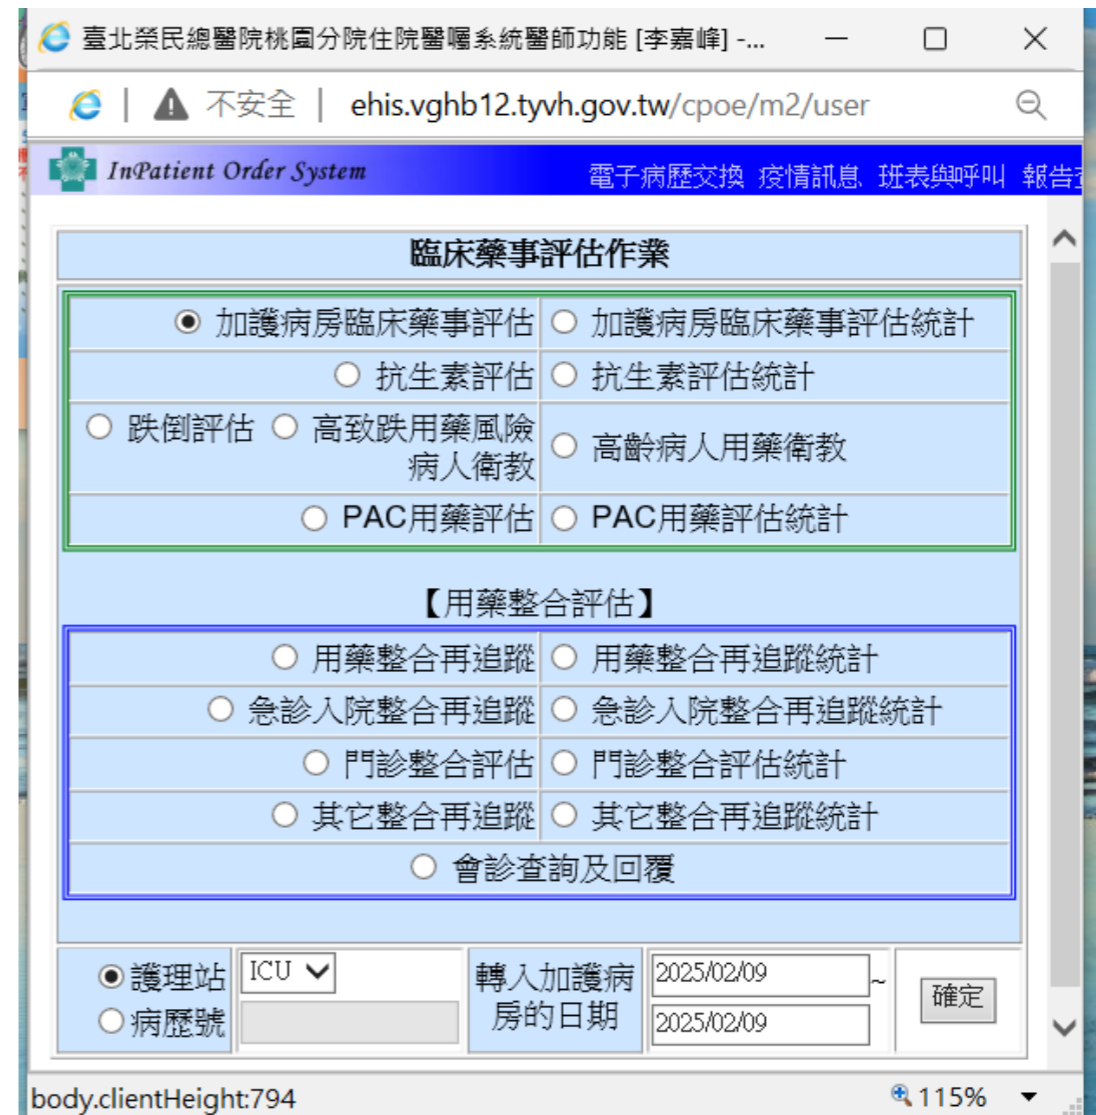 臺北榮民總醫院桃園分院住院醫囑系統醫師功能 [李嘉峰] -...
不安全 ehis.vghb12.tyvh.gov.tw/cpoe/m2/user
InPatient Order System 電子病歷交換 疫情訊息 班表與呼叫 報告
臨床藥事評估作業
加護病房臨床藥事評估 加護病房臨床藥事評估統計
抗生素評估 抗生素評估統計
跌倒評估 高致跌用藥風險
病人衛教
高齡病人用藥衛教
PAC用藥評估 PAC用藥評估統計
【用藥整合評估】
用藥整合再追蹤 用藥整合再追蹤統計
急診入院整合再追蹤 急診入院整合再追蹤統計
門診整合評估 門診整合評估統計
其它整合再追蹤 其它整合再追蹤統計
會診查詢及回覆
護理站 ICU
病歷號
轉入加護病
房的日期
2025/02/09 ~
2025/02/09
確定
body.clientHeight:794 115%